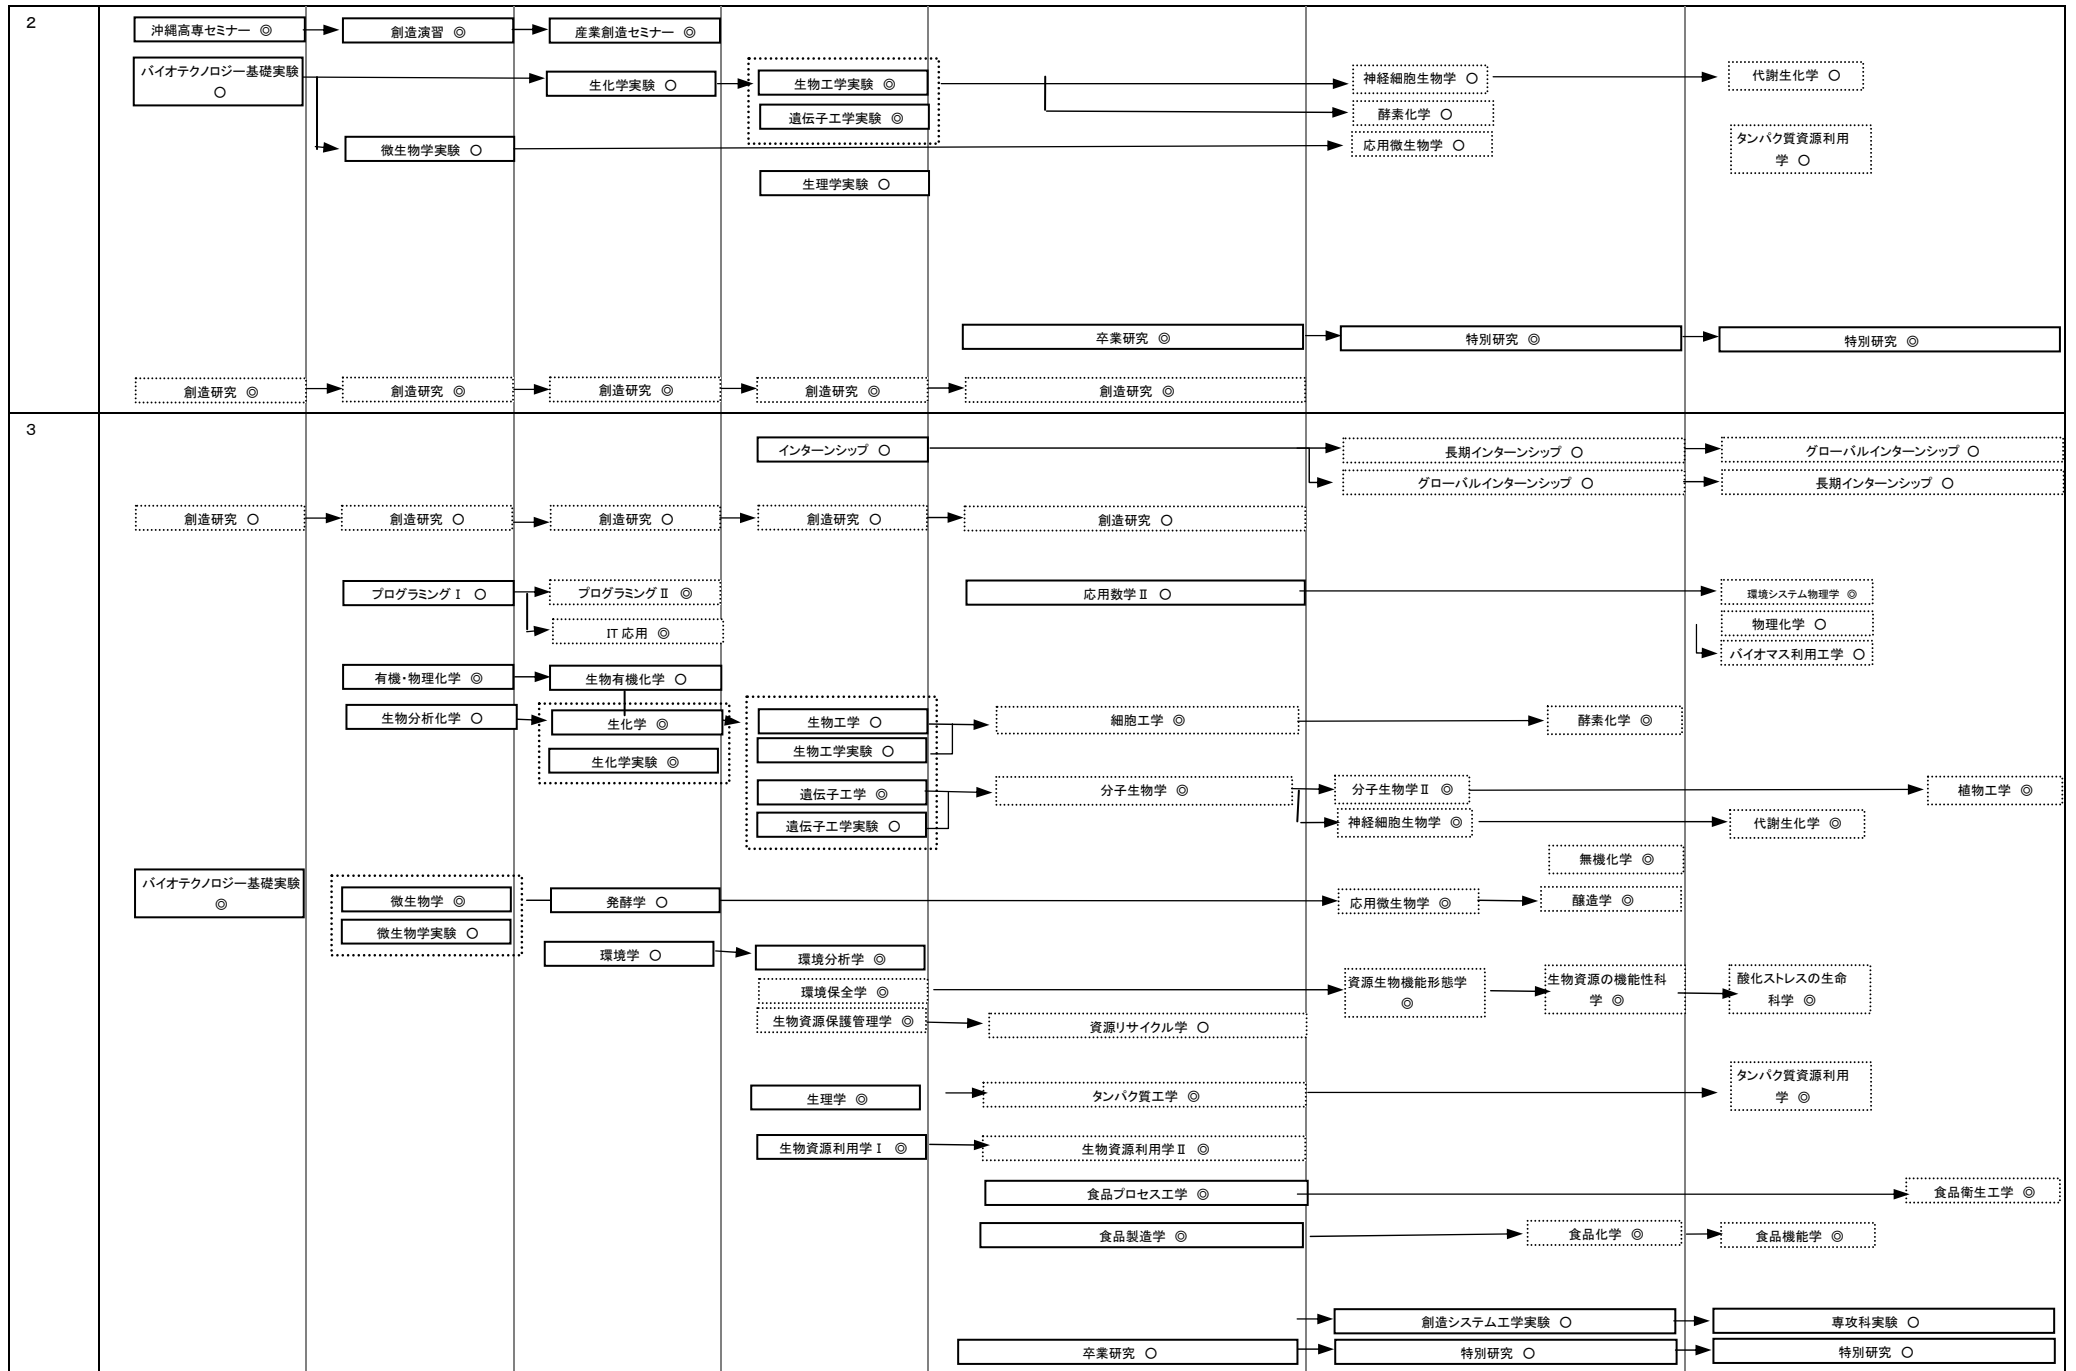 2
沖縄高専セミナー ◎
創造演習 ◎
産業創造セミナー ◎
バイオテクノロジー基礎実験
○
生化学実験 ○
生物工学実験 ◎
神経細胞生物学 ○
代謝生化学 ○
遺伝子工学実験 ◎
酵素化学 ○
微生物学実験 ○
応用微生物学 ○
タンパク質資源利用
学 ○
生理学実験 ○
卒業研究 ◎
特別研究 ◎
特別研究 ◎
創造研究 ◎
創造研究 ◎
創造研究 ◎
創造研究 ◎
創造研究 ◎
3
インターンシップ ○
長期インターンシップ ○
グローバルインターンシップ ○
グローバルインターンシップ ○
長期インターンシップ ○
創造研究 ○
創造研究 ○
創造研究 ○
創造研究 ○
創造研究 ○
プログラミングⅠ ○
プログラミングⅡ ◎
応用数学Ⅱ ○
環境システム物理学 ◎
IT 応用 ◎
物理化学 ○
バイオマス利用工学 ○
有機・物理化学 ◎
生物有機化学 ○
生物分析化学 ○
生化学 ◎
生物工学 ○
細胞工学 ◎
酵素化学 ◎
生化学実験 ◎
生物工学実験 ○
遺伝子工学 ◎
分子生物学 ◎
分子生物学Ⅱ ◎
植物工学 ◎
遺伝子工学実験 ○
神経細胞生物学 ◎
代謝生化学 ◎
無機化学 ◎
バイオテクノロジー基礎実験
◎
微生物学 ◎
発酵学 ○
応用微生物学 ◎
醸造学 ◎
微生物学実験 ○
環境学 ○
環境分析学 ◎
環境保全学 ◎
資源生物機能形態学
◎
生物資源の機能性科
学 ◎
酸化ストレスの生命
科学 ◎
生物資源保護管理学 ◎
資源リサイクル学 ○
生理学 ◎
タンパク質工学 ◎
タンパク質資源利用
学 ◎
生物資源利用学Ⅰ ◎
生物資源利用学Ⅱ ◎
食品プロセス工学 ◎
食品衛生工学 ◎
食品製造学 ◎
食品化学 ◎
食品機能学 ◎
創造システム工学実験 ○
専攻科実験 ○
卒業研究 ○
特別研究 ○
特別研究 ○